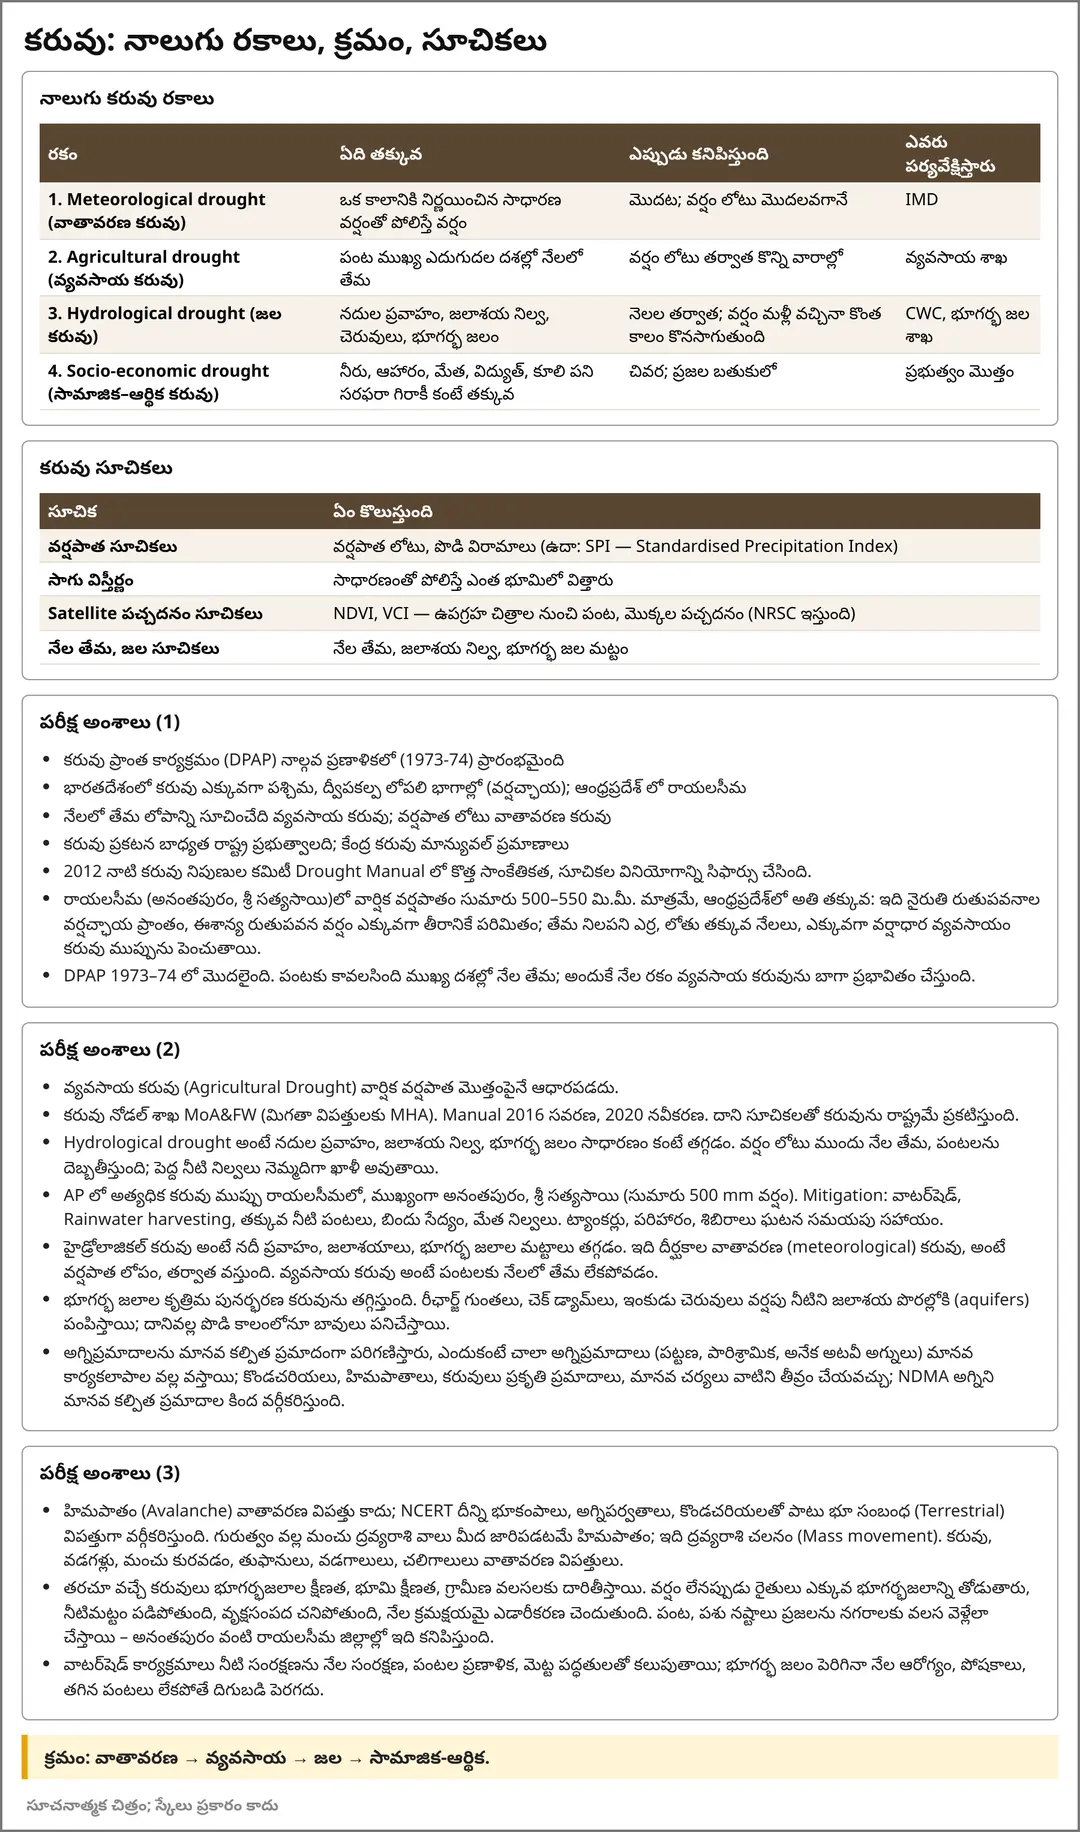 కరువు: నాలుగు రకాలు, క్రమం, సూచికలు
నాలుగు కరువు రకాలు
రకం ఏది తక్కువ ఎప్పుడు కనిపిస్తుంది ఎవరు పర్యవేక్షిస్తారు
1. Meteorological drought (వాతావరణ కరువు) ఒక కాలానికి నిర్ణయించిన సాధారణ వర్షంతో పోలిస్తే వర్షం మొదట; వర్షం లోటు మొదలవగానే IMD
2. Agricultural drought (వ్యవసాయ కరువు) పంట ముఖ్య ఎదుగుదల దశల్లో నేలలో తేమ వర్షం లోటు తర్వాత కొన్ని వారాల్లో వ్యవసాయ శాఖ
3. Hydrological drought (జల కరువు) నదుల ప్రవాహం, జలాశయ నిల్వ, చెరువులు, భూగర్భ జలం నెలల తర్వాత; వర్షం మళ్లీ వచ్చినా కొంత కాలం కొనసాగుతుంది CWC, భూగర్భ జల శాఖ
4. Socio-economic drought (సామాజిక–ఆర్థిక కరువు) నీరు, ఆహారం, మేత, విద్యుత్, కూలి పని సరఫరా గిరాకీ కంటే తక్కువ చివర; ప్రజల బతుకులో ప్రభుత్వం మొత్తం
కరువు సూచికలు
సూచిక ఏం కొలుస్తుంది
వర్షపాత సూచికలు వర్షపాత లోటు, పొడి విరామాలు (ఉదా: SPI — Standardised Precipitation Index)
సాగు విస్తీర్ణం సాధారణంతో పోలిస్తే ఎంత భూమిలో విత్తారు
Satellite పచ్చదనం సూచికలు NDVI, VCI — ఉపగ్రహ చిత్రాల నుంచి పంట, మొక్కల పచ్చదనం (NRSC ఇస్తుంది)
నేల తేమ, జల సూచికలు నేల తేమ, జలాశయ నిల్వ, భూగర్భ జల మట్టం
పరీక్ష అంశాలు (1)
• కరువు ప్రాంత కార్యక్రమం (DPAP) నాల్గవ ప్రణాళికలో (1973-74) ప్రారంభమైంది
• భారతదేశంలో కరువు ఎక్కువగా పశ్చిమ, ద్వీపకల్ప లోపలి భాగాల్లో (వర్షచ్ఛాయ); ఆంధ్రప్రదేశ్ లో రాయలసీమ
• నేలలో తేమ లోపాన్ని సూచించేది వ్యవసాయ కరువు; వర్షపాత లోటు వాతావరణ కరువు
• కరువు ప్రకటన బాధ్యత రాష్ట్ర ప్రభుత్వాలది; కేంద్ర కరువు మాన్యువల్ ప్రమాణాలు
• 2012 నాటి కరువు నిపుణుల కమిటీ Drought Manual లో కొత్త సాంకేతికత, సూచికల వినియోగాన్ని సిఫార్సు చేసింది.
• రాయలసీమ (అనంతపురం, శ్రీ సత్యసాయి)లో వార్షిక వర్షపాతం సుమారు 500–550 మి.మీ. మాత్రమే, ఆంధ్రప్రదేశ్‌లో అతి తక్కువ: ఇది నైరుతి రుతుపవనాల
వర్షచ్ఛాయ ప్రాంతం, ఈశాన్య రుతుపవన వర్షం ఎక్కువగా తీరానికే పరిమితం; తేమ నిలపని ఎర్ర, లోతు తక్కువ నేలలు, ఎక్కువగా వర్షాధార వ్యవసాయం
కరువు ముప్పును పెంచుతాయి.
• DPAP 1973–74 లో మొదలైంది. పంటకు కావలసింది ముఖ్య దశల్లో నేల తేమ; అందుకే నేల రకం వ్యవసాయ కరువును బాగా ప్రభావితం చేస్తుంది.
పరీక్ష అంశాలు (2)
• వ్యవసాయ కరువు (Agricultural Drought) వార్షిక వర్షపాత మొత్తంపైనే ఆధారపడదు.
• కరువు నోడల్ శాఖ MoA&FW (మిగతా విపత్తులకు MHA). Manual 2016 సవరణ, 2020 నవీకరణ. దాని సూచికలతో కరువును రాష్ట్రమే ప్రకటిస్తుంది.
• Hydrological drought అంటే నదుల ప్రవాహం, జలాశయ నిల్వ, భూగర్భ జలం సాధారణం కంటే తగ్గడం. వర్షం లోటు ముందు నేల తేమ, పంటలను
దెబ్బతీస్తుంది; పెద్ద నీటి నిల్వలు నెమ్మదిగా ఖాళీ అవుతాయి.
• AP లో అత్యధిక కరువు ముప్పు రాయలసీమలో, ముఖ్యంగా అనంతపురం, శ్రీ సత్యసాయి (సుమారు 500 mm వర్షం). Mitigation: వాటర్‌షెడ్,
Rainwater harvesting, తక్కువ నీటి పంటలు, బిందు సేద్యం, మేత నిల్వలు. ట్యాంకర్లు, పరిహారం, శిబిరాలు ఘటన సమయపు సహాయం.
• హైడ్రోలాజికల్ కరువు అంటే నదీ ప్రవాహం, జలాశయాలు, భూగర్భ జలాల మట్టాలు తగ్గడం. ఇది దీర్ఘకాల వాతావరణ (meteorological) కరువు, అంటే
వర్షపాత లోపం, తర్వాత వస్తుంది. వ్యవసాయ కరువు అంటే పంటలకు నేలలో తేమ లేకపోవడం.
• భూగర్భ జలాల కృత్రిమ పునర్భరణ కరువును తగ్గిస్తుంది. రీఛార్జ్ గుంతలు, చెక్ డ్యామ్‌లు, ఇంకుడు చెరువులు వర్షపు నీటిని జలాశయ పొరల్లోకి (aquifers)
పంపిస్తాయి; దానివల్ల పొడి కాలంలోనూ బావులు పనిచేస్తాయి.
• అగ్నిప్రమాదాలను మానవ కల్పిత ప్రమాదంగా పరిగణిస్తారు, ఎందుకంటే చాలా అగ్నిప్రమాదాలు (పట్టణ, పారిశ్రామిక, అనేక అటవీ అగ్నులు) మానవ
కార్యకలాపాల వల్ల వస్తాయి; కొండచరియలు, హిమపాతాలు, కరువులు ప్రకృతి ప్రమాదాలు, మానవ చర్యలు వాటిని తీవ్రం చేయవచ్చు; NDMA అగ్నిని
మానవ కల్పిత ప్రమాదాల కింద వర్గీకరిస్తుంది.
పరీక్ష అంశాలు (3)
• హిమపాతం (Avalanche) వాతావరణ విపత్తు కాదు; NCERT దీన్ని భూకంపాలు, అగ్నిపర్వతాలు, కొండచరియలతో పాటు భూ సంబంధ (Terrestrial)
విపత్తుగా వర్గీకరిస్తుంది. గురుత్వం వల్ల మంచు ద్రవ్యరాశి వాలు మీద జారిపడటమే హిమపాతం; ఇది ద్రవ్యరాశి చలనం (Mass movement). కరువు,
వడగళ్లు, మంచు కురవడం, తుఫానులు, వడగాలులు, చలిగాలులు వాతావరణ విపత్తులు.
• తరచూ వచ్చే కరువులు భూగర్భజలాల క్షీణత, భూమి క్షీణత, గ్రామీణ వలసలకు దారితీస్తాయి. వర్షం లేనప్పుడు రైతులు ఎక్కువ భూగర్భజలాన్ని తోడుతారు,
నీటిమట్టం పడిపోతుంది, వృక్షసంపద చనిపోతుంది, నేల క్రమక్షయమై ఎడారీకరణ చెందుతుంది. పంట, పశు నష్టాలు ప్రజలను నగరాలకు వలస వెళ్లేలా
చేస్తాయి – అనంతపురం వంటి రాయలసీమ జిల్లాల్లో ఇది కనిపిస్తుంది.
• వాటర్‌షెడ్ కార్యక్రమాలు నీటి సంరక్షణను నేల సంరక్షణ, పంటల ప్రణాళిక, మెట్ట పద్ధతులతో కలుపుతాయి; భూగర్భ జలం పెరిగినా నేల ఆరోగ్యం, పోషకాలు,
తగిన పంటలు లేకపోతే దిగుబడి పెరగదు.
క్రమం: వాతావరణ → వ్యవసాయ → జల → సామాజిక-ఆర్థిక.
సూచనాత్మక చిత్రం; స్కేలు ప్రకారం కాదు